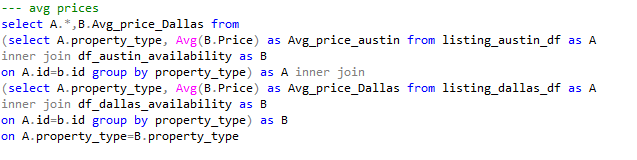 --- avg prices
select A.*,B.Avg_price_Dallas from
(select A.property_type, Avg(B.Price) as Avg_price_austin from listing_austin_df as A
inner join df_austin_availability as B
on A.id=b.id group by property_type) as A inner join
(select A.property_type, Avg(B.Price) as Avg_price_Dallas from listing_dallas_df as A
inner join df_dallas_availability as B
on A.id=b.id group by property_type) as B
on A.property_type=B.property_type